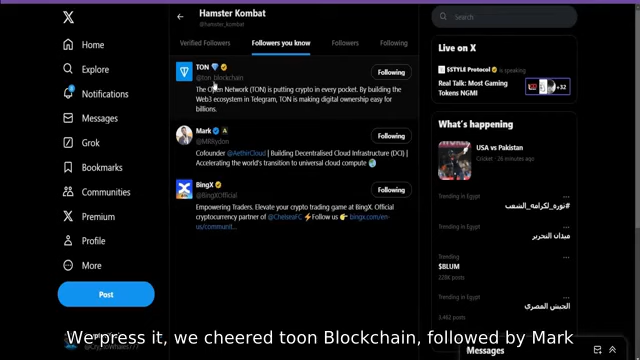 Hamster Kombat
@hamster_kombat
Verified Followers
Followers you know
Followers
Following
Home
Explore
Notifications
Messages
Grok
Bookmarks
Communities
Premium
Profile
More
Post
TON
@ton_blockchain
Following
The Open Network (TON) is putting crypto in every pocket. By building the
Web3 ecosystem in Telegram, TON is making digital ownership easy for
billions.
Mark
Following
Cofounder @AethirCloud | Building Decentralised Cloud Infrastructure (DCI) |
Accelerating the world's transition to universal cloud compute
BingX
@BingXOfficial
Following
Empowering Traders. Elevate your crypto trading game at BingX. Official
cryptocurrency partner of @ChelseaFC ⚡Follow us 👉 bingx.com/en-
us/communit...
Search
Live on X
$STYLE Protocol is speaking
Real Talk: Most Gaming
Tokens NGMI
+32
What's happening
USA vs Pakistan
Cricket · 26 minutes ago
Trending in Egypt
#ثورة_لكرامه_الشعب
Trending in Egypt
ميدان التحرير
Trending
$BLUM
228K posts
Trending in Egypt
الجيش المصري
3,462 posts
Messages
We press it, we cheered toon Blockchain, followed by Mark